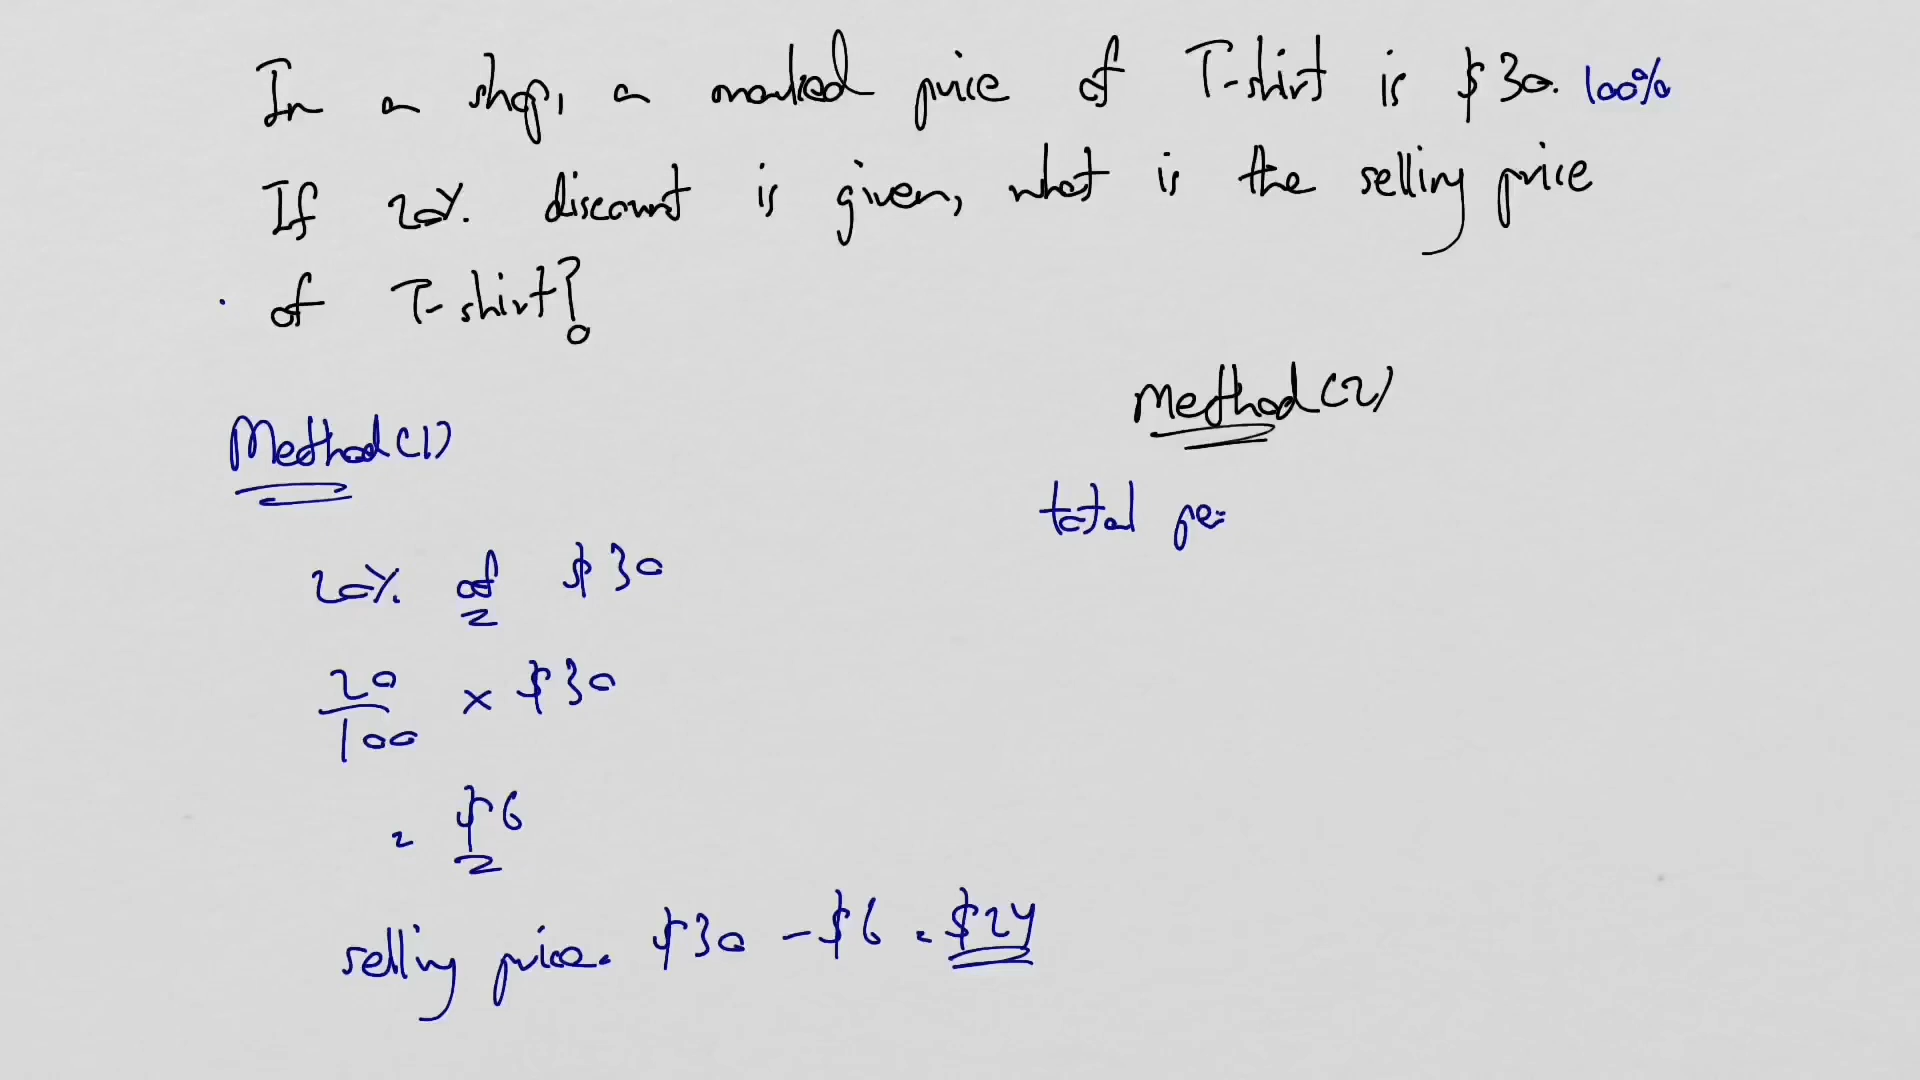 In a shop, a marked price of T-shirt is $30. 100%
If 20% discount is given, what is the selling price
of T-shirt?
Method (1)
20% of $30
20
100
× $30
= $6
selling price = $30 - $6 = $24
Method (2)
total pe